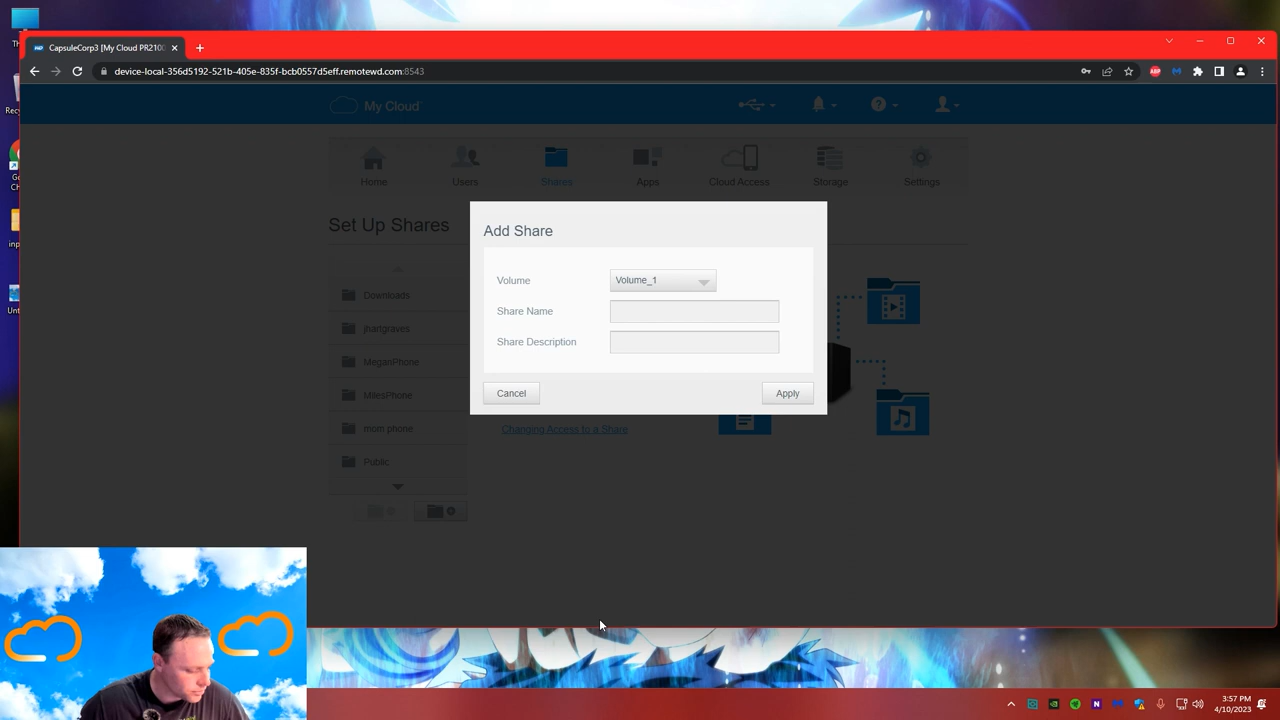 CapsuleCorp3 [My Cloud PR2100
device-local-356d5192-521b-405e-835f-bcb0557d5eff.remotewd.com:8543
My Cloud
Home
Users
Shares
Apps
Cloud Access
Storage
Settings
Set Up Shares
Add Share
Volume
Volume_1
Share Name
Share Description
Cancel
Apply
Downloads
jhartgraves
MeganPhone
MilesPhone
mom phone
Public
Changing Access to a Share
3:57 PM
4/10/2023